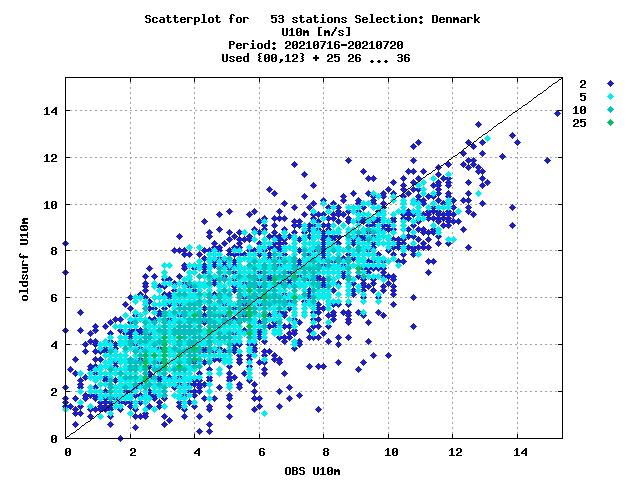 Scatterplot for   53 stations Selection: Denmark
U10m [m/s]
Period: 20210716-20210720
Used {00,12} + 25 26 ... 36
2
5
10
25
14
12
10
8
6
4
2
0
oldsurf U10m
0 2 4 6 8 10 12 14
OBS U10m